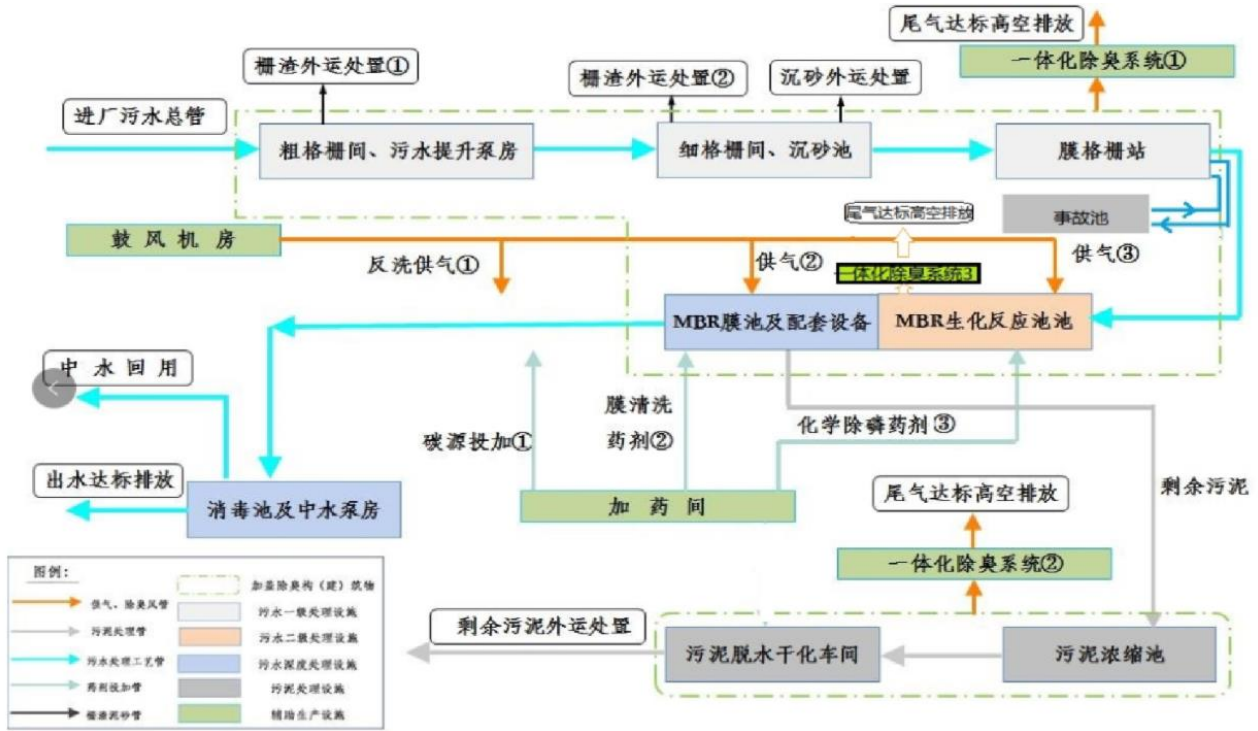 尾气达标高空排放
一体化除臭系统①
栅渣外运处置①
栅渣外运处置②
沉砂外运处置
进厂污水总管
粗格栅间、污水提升泵房
细格栅间、沉砂池
膜格栅站
事故池
尾气达标高空排放
鼓风机房
反洗供气①
供气②
一体化除臭系统3
供气③
MBR膜池及配套设备
MBR生化反应池池
中水回用
膜清洗
药剂②
碳源投加①
化学除磷药剂③
出水达标排放
消毒池及中水泵房
加药间
尾气达标高空排放
剩余污泥
一体化除臭系统②
剩余污泥外运处置
污泥脱水干化车间
污泥浓缩池
图例：
供气、除臭风管
污泥处理管
污水处理工艺管
药剂投加管
栅渣泥砂管
加盖除臭构（建）筑物
污水一级处理设施
污水二级处理设施
污水深度处理设施
污泥处理设施
辅助生产设施